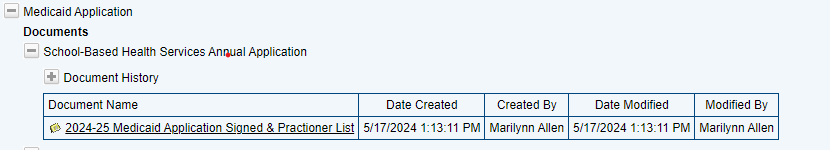 Medicaid Application
Documents
School-Based Health Services Annual Application
Document History
Document Name Date Created Created By Date Modified Modified By
2024-25 Medicaid Application Signed & Practioner List 5/17/2024 1:13:11 PM Marilynn Allen 5/17/2024 1:13:11 PM Marilynn Allen